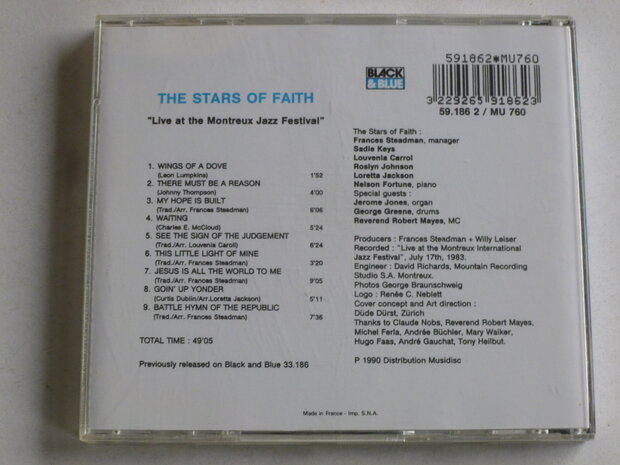 THE STARS OF FAITH
"Live at the Montreux Jazz Festival"
1. WINGS OF A DOVE
(Leon Lumpkins) 1'52
2. THERE MUST BE A REASON
(Johnny Thompson) 4'00
3. MY HOPE IS BUILT
(Trad./Arr. Frances Steadman) 6'06
4. WAITING
(Charles E. McCloud) 5'24
5. SEE THE SIGN OF THE JUDGEMENT
(Trad./Arr. Louvenia Caroll) 6'24
6. THIS LITTLE LIGHT OF MINE
(Trad./Arr. Frances Steadman) 3'20
7. JESUS IS ALL THE WORLD TO ME
(Trad./Arr. Frances Steadman) 9'05
8. GOIN' UP YONDER
(Curtis Dublin/Arr.Loretta Jackson) 5'11
9. BATTLE HYMN OF THE REPUBLIC
(Trad./Arr. Frances Steadman) 7'36
TOTAL TIME : 49'05
Previously released on Black and Blue 33.186
BLACK
& BLUE
591862*MU760
3 229265 918623
59.186 2 / MU 760
The Stars of Faith :
Frances Steadman, manager
Sadie Keys
Louvenia Carrol
Roslyn Johnson
Loretta Jackson
Nelson Fortune, piano
Special guests :
Jerome Jones, organ
George Greene, drums
Reverend Robert Mayes, MC
Producers : Frances Steadman + Willy Leiser
Recorded : "Live at the Montreux International
Jazz Festival", July 17th, 1983.
Engineer : David Richards, Mountain Recording
Studio S.A. Montreux.
Photos George Braunschweig
Logo : Renée C. Neblett
Cover concept and Art direction :
Düde Dürst, Zürich
Thanks to Claude Nobs, Reverend Robert Mayes,
Michel Ferla, Andrée Büchler, Mary Walker,
Hugo Faas, André Gauchat, Tony Heilbut.
P 1990 Distribution Musidisc
Made in France - Imp. S.N.A.